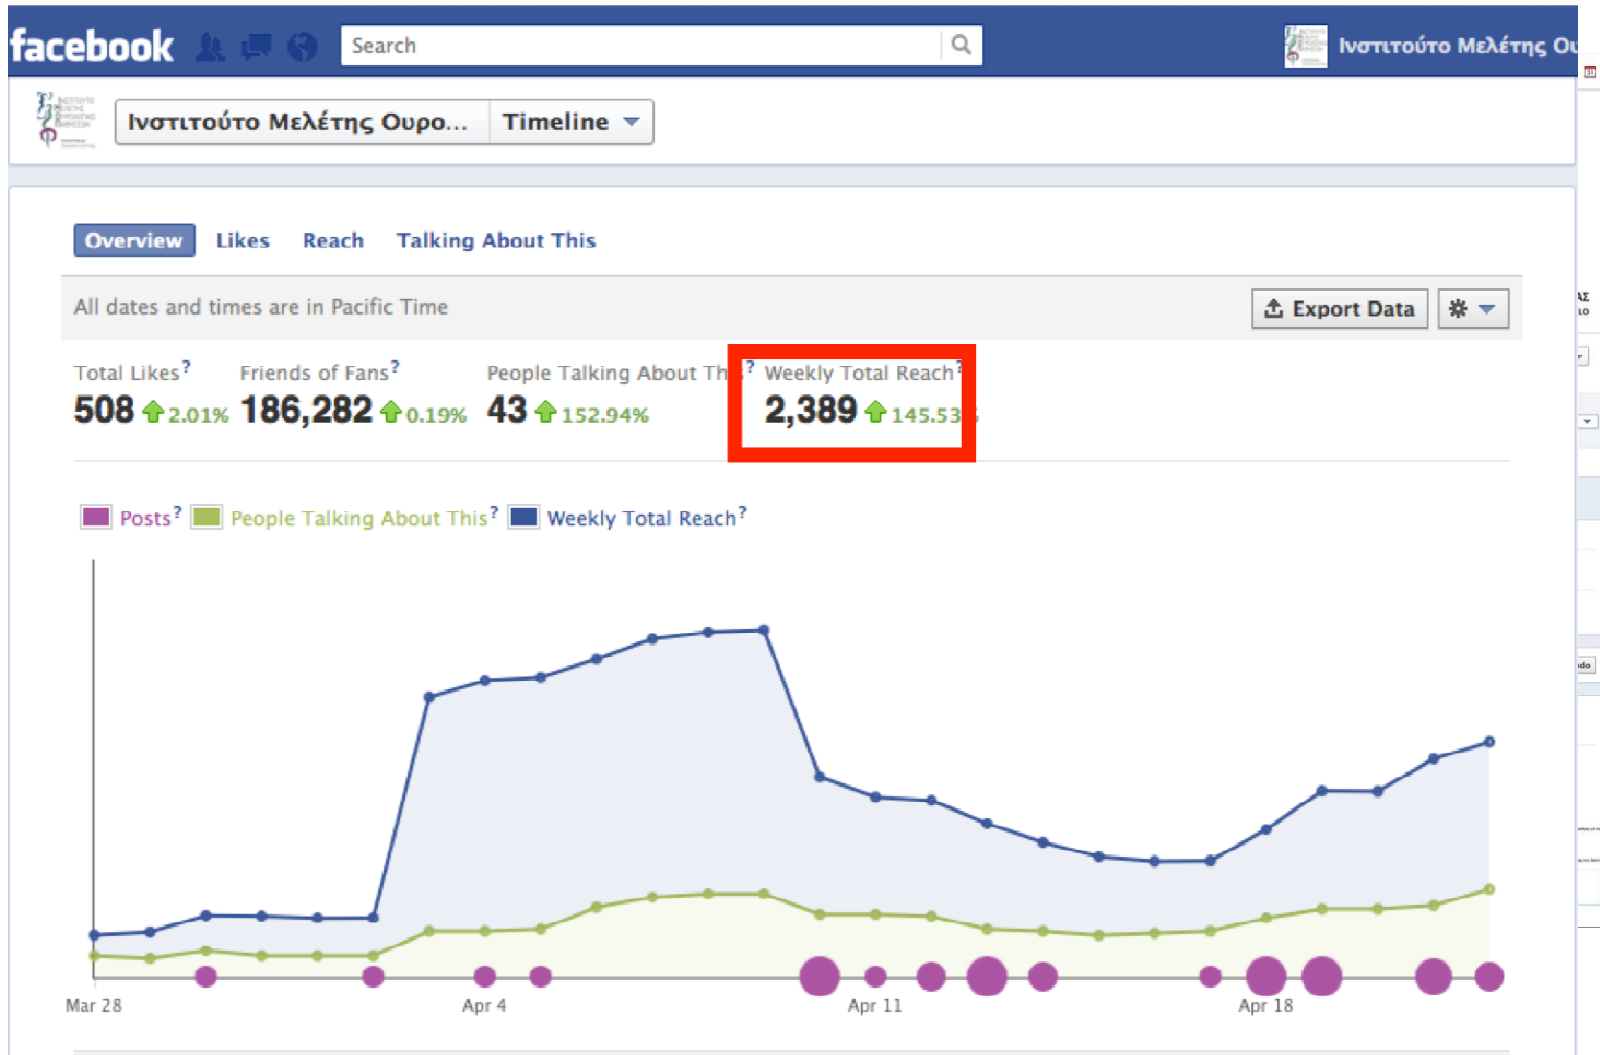 facebook Search Ινστιτούτο Μελέτης Ου
Ινστιτούτο Μελέτης Ουρο... Timeline
Overview Likes Reach Talking About This
All dates and times are in Pacific Time Export Data
Total Likes? Friends of Fans? People Talking About Th ? Weekly Total Reach?
508 2.01% 186,282 0.19% 43 152.94% 2,389 145.53%
Posts? People Talking About This? Weekly Total Reach?
Mar 28 Apr 4 Apr 11 Apr 18